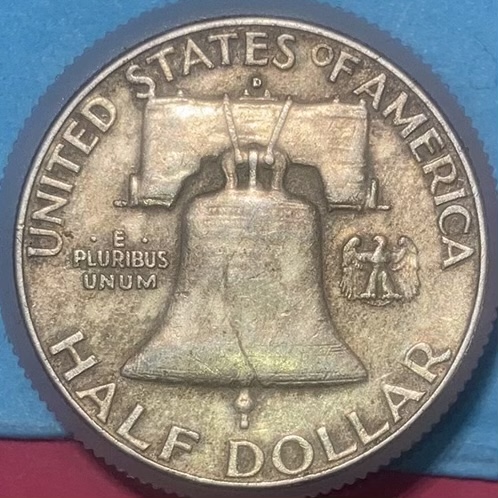 UNITED STATES OF AMERICA
D
· E ·
PLURIBUS
UNUM
HALF DOLLAR